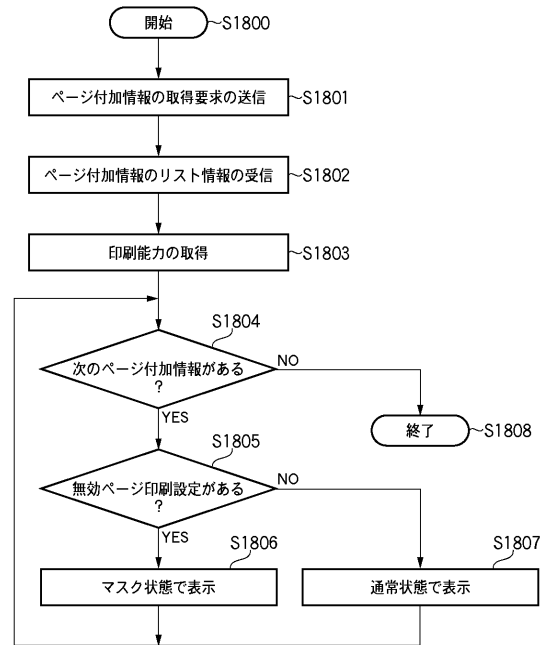 開始
S1800
ページ付加情報の取得要求の送信
S1801
ページ付加情報のリスト情報の受信
S1802
印刷能力の取得
S1803
S1804
次のページ付加情報がある
?
NO
YES
終了
S1808
S1805
無効ページ印刷設定がある
?
NO
YES
S1806
マスク状態で表示
S1807
通常状態で表示